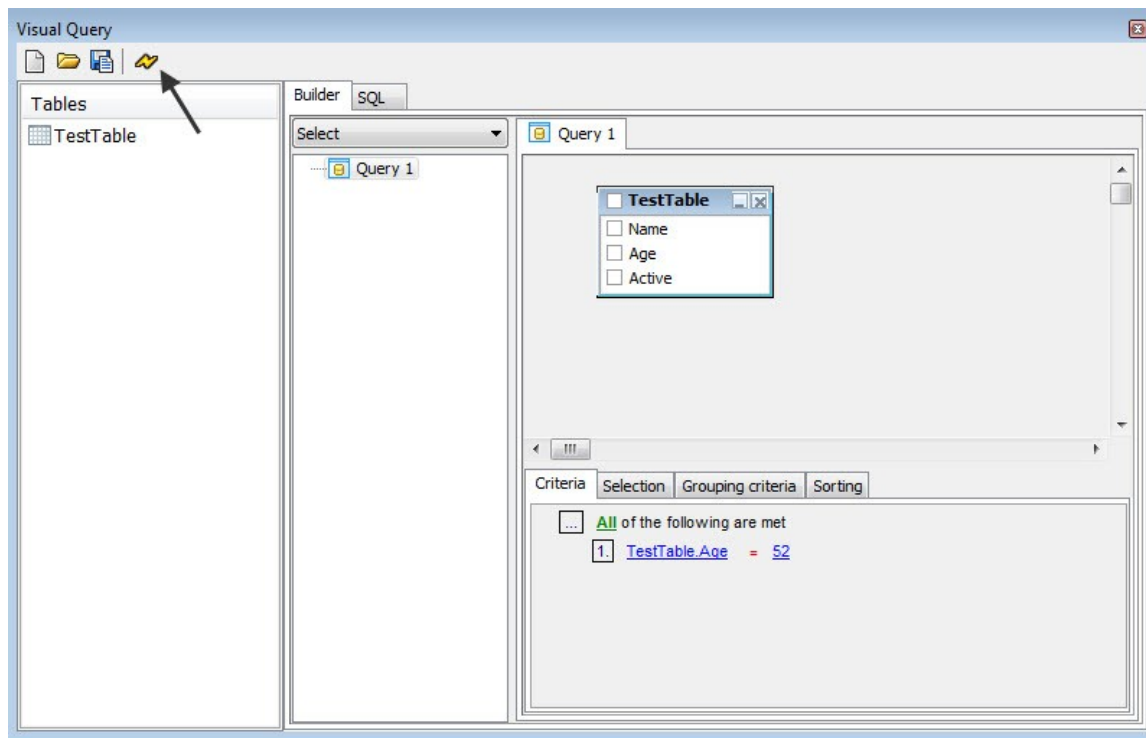 Visual Query
Tables
TestTable
Builder SQL
Select
Query 1
Query 1
TestTable
Name
Age
Active
Criteria Selection Grouping criteria Sorting
... All of the following are met
1. TestTable.Age = 52